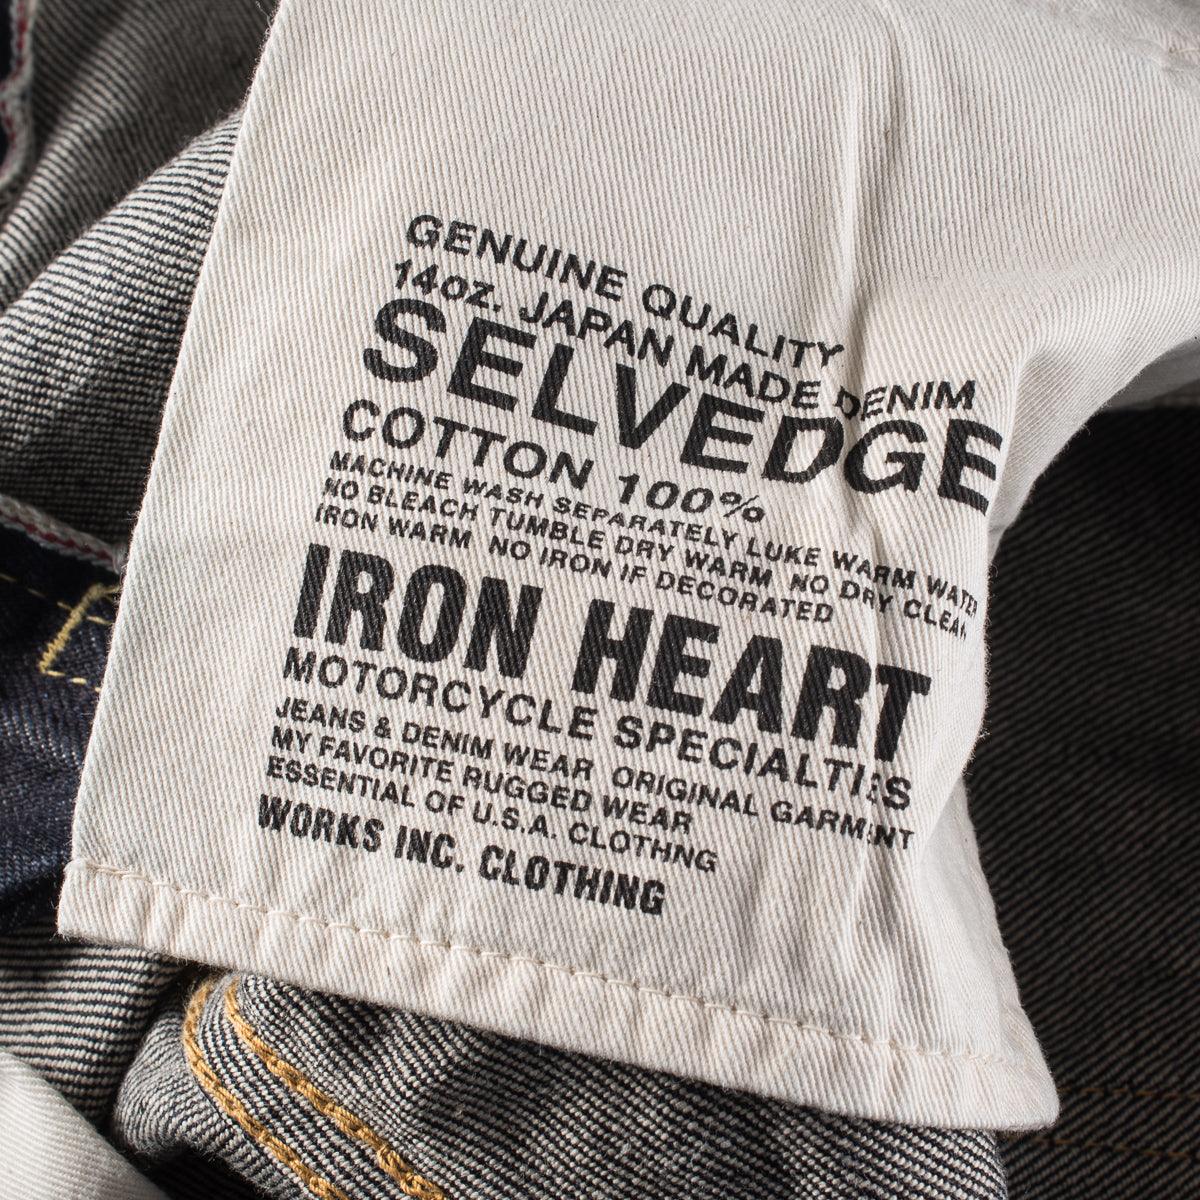 GENUINE QUALITY
14oz. JAPAN MADE DENIM
SELVEDGE
COTTON 100%
MACHINE WASH SEPARATELY LUKE WARM WATER
NO BLEACH TUMBLE DRY WARM NO DRY CLEAN
IRON WARM NO IRON IF DECORATED
IRON HEART
MOTORCYCLE SPECIALTIES
JEANS & DENIM WEAR ORIGINAL GARMENT
MY FAVORITE RUGGED WEAR
ESSENTIAL OF U.S.A. CLOTHNG
WORKS INC. CLOTHING